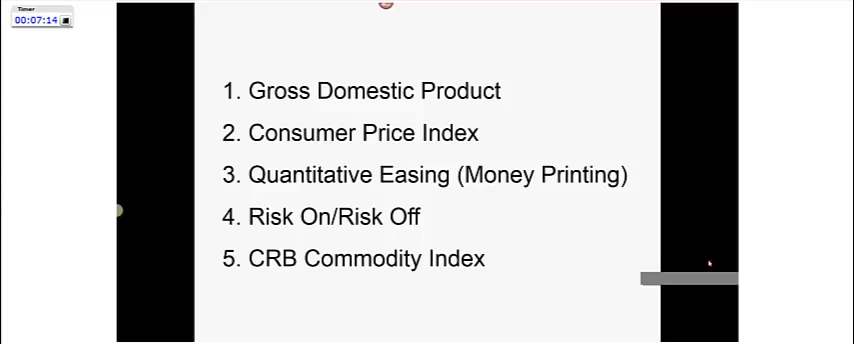 Timer
00:07:14
1. Gross Domestic Product
2. Consumer Price Index
3. Quantitative Easing (Money Printing)
4. Risk On/Risk Off
5. CRB Commodity Index